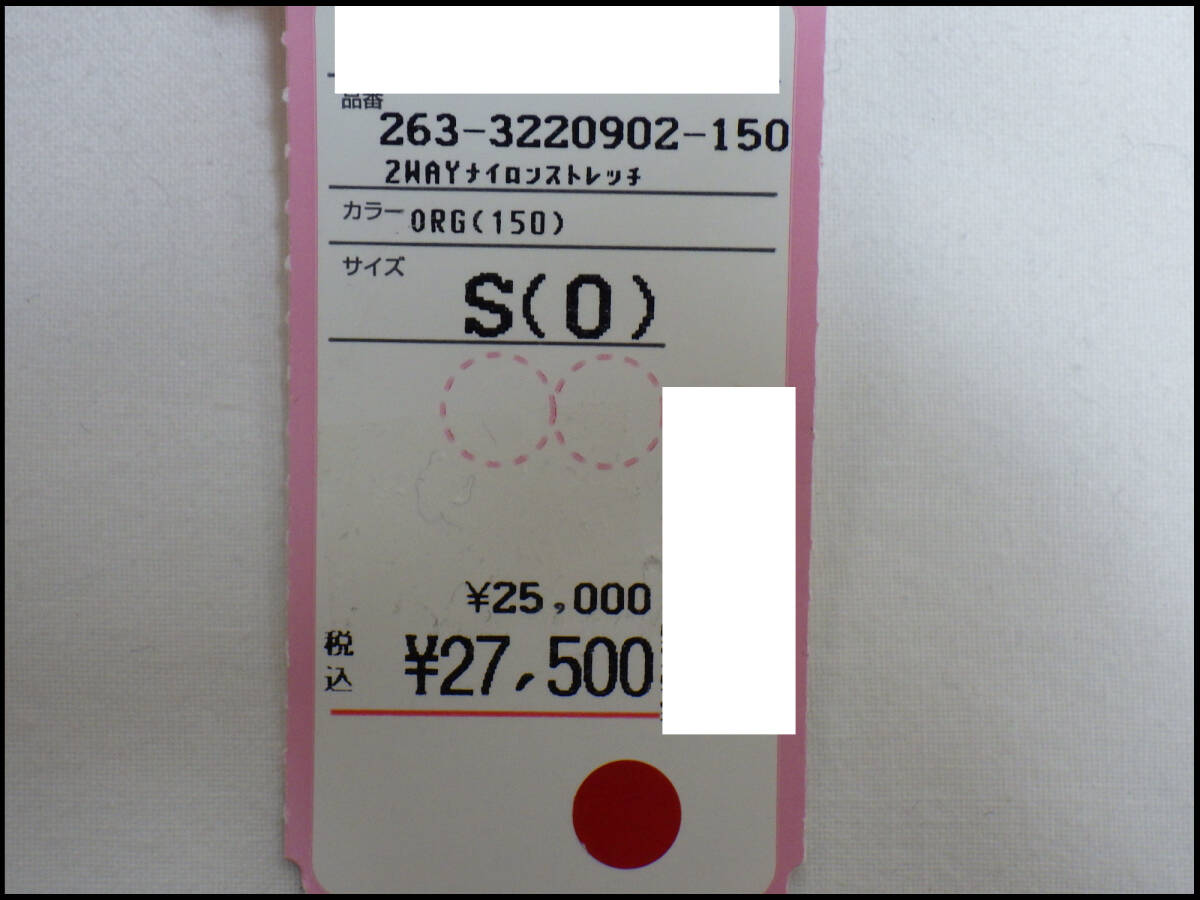 品番
263-3220902-150
2WAYナイロンストレッチ
カラー ORG(150)
サイズ
S(0)
¥25,000
税込 ¥27,500